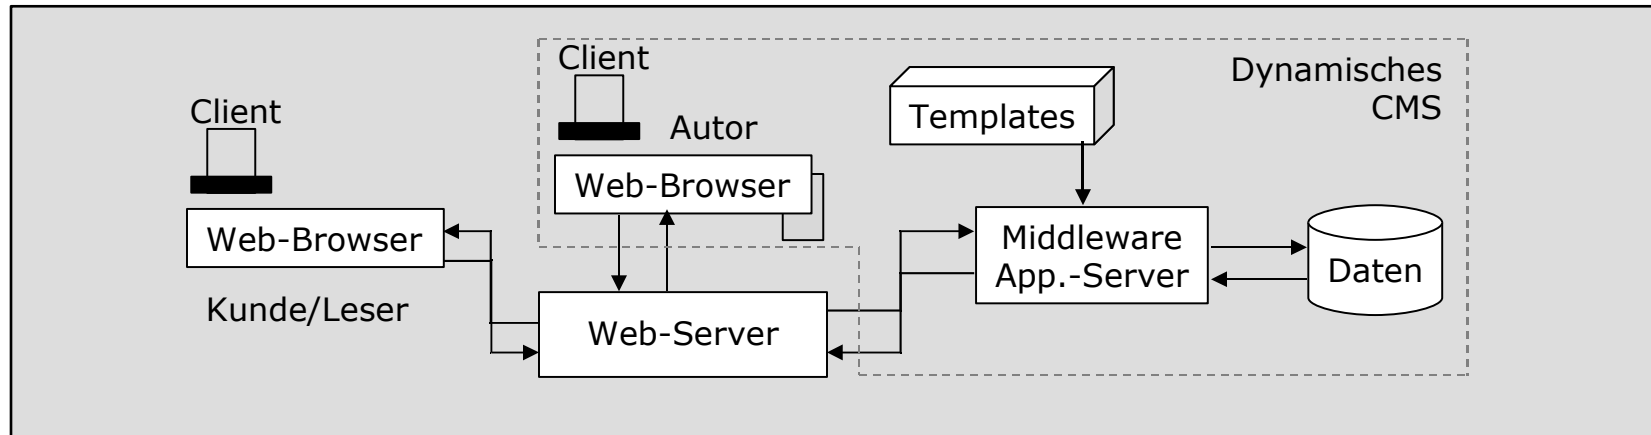 Client
Web-Browser
Kunde/Leser
Client
Autor
Web-Browser
Web-Server
Templates
Middleware
App.-Server
Daten
Dynamisches
CMS